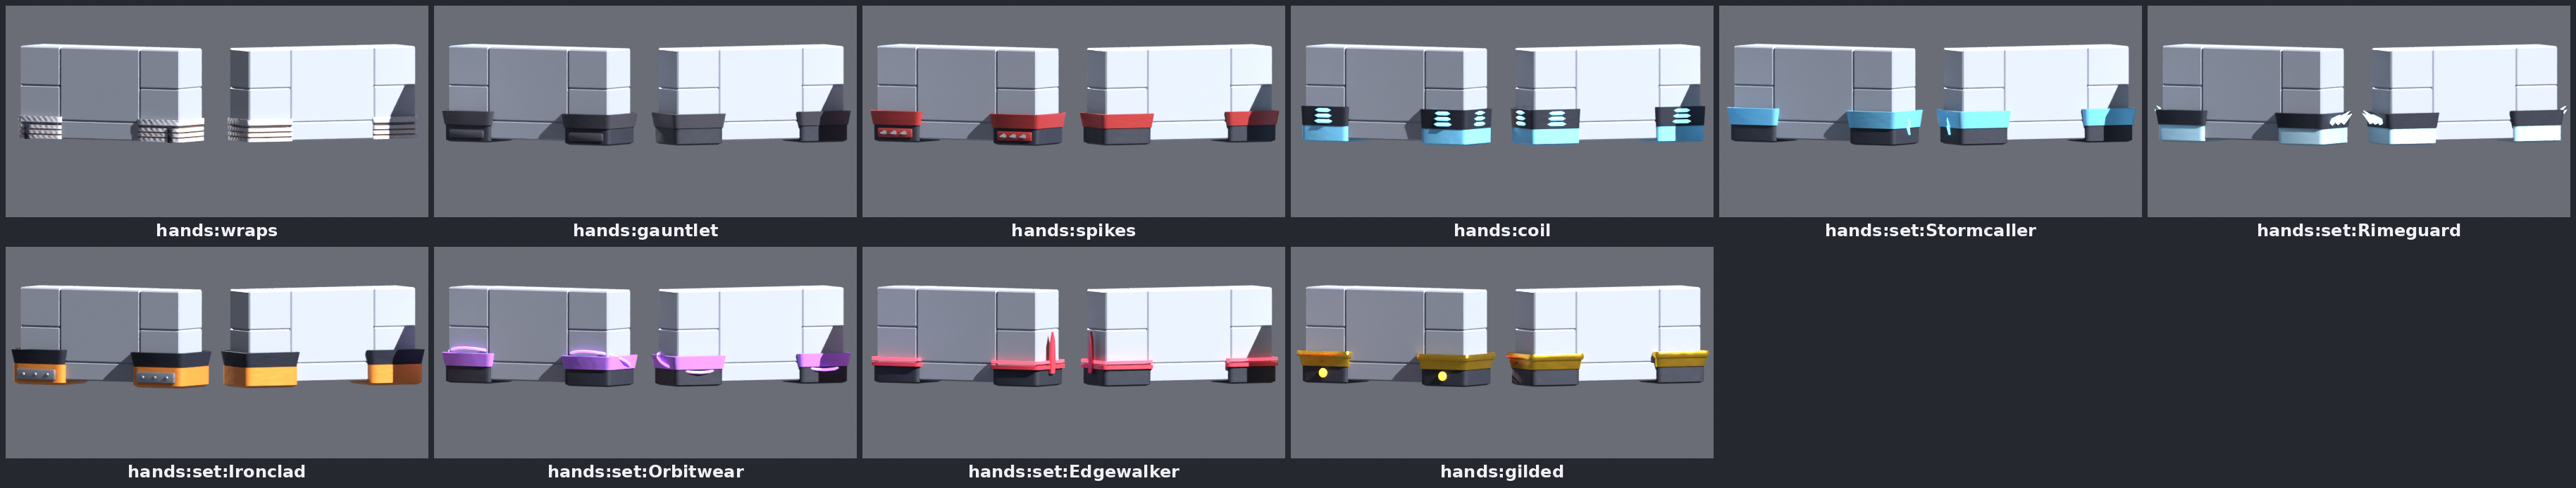 hands:wraps
hands:gauntlet
hands:spikes
hands:coil
hands:set:Stormcaller
hands:set:Rimeguard
hands:set:Ironclad
hands:set:Orbitwear
hands:set:Edgewalker
hands:gilded